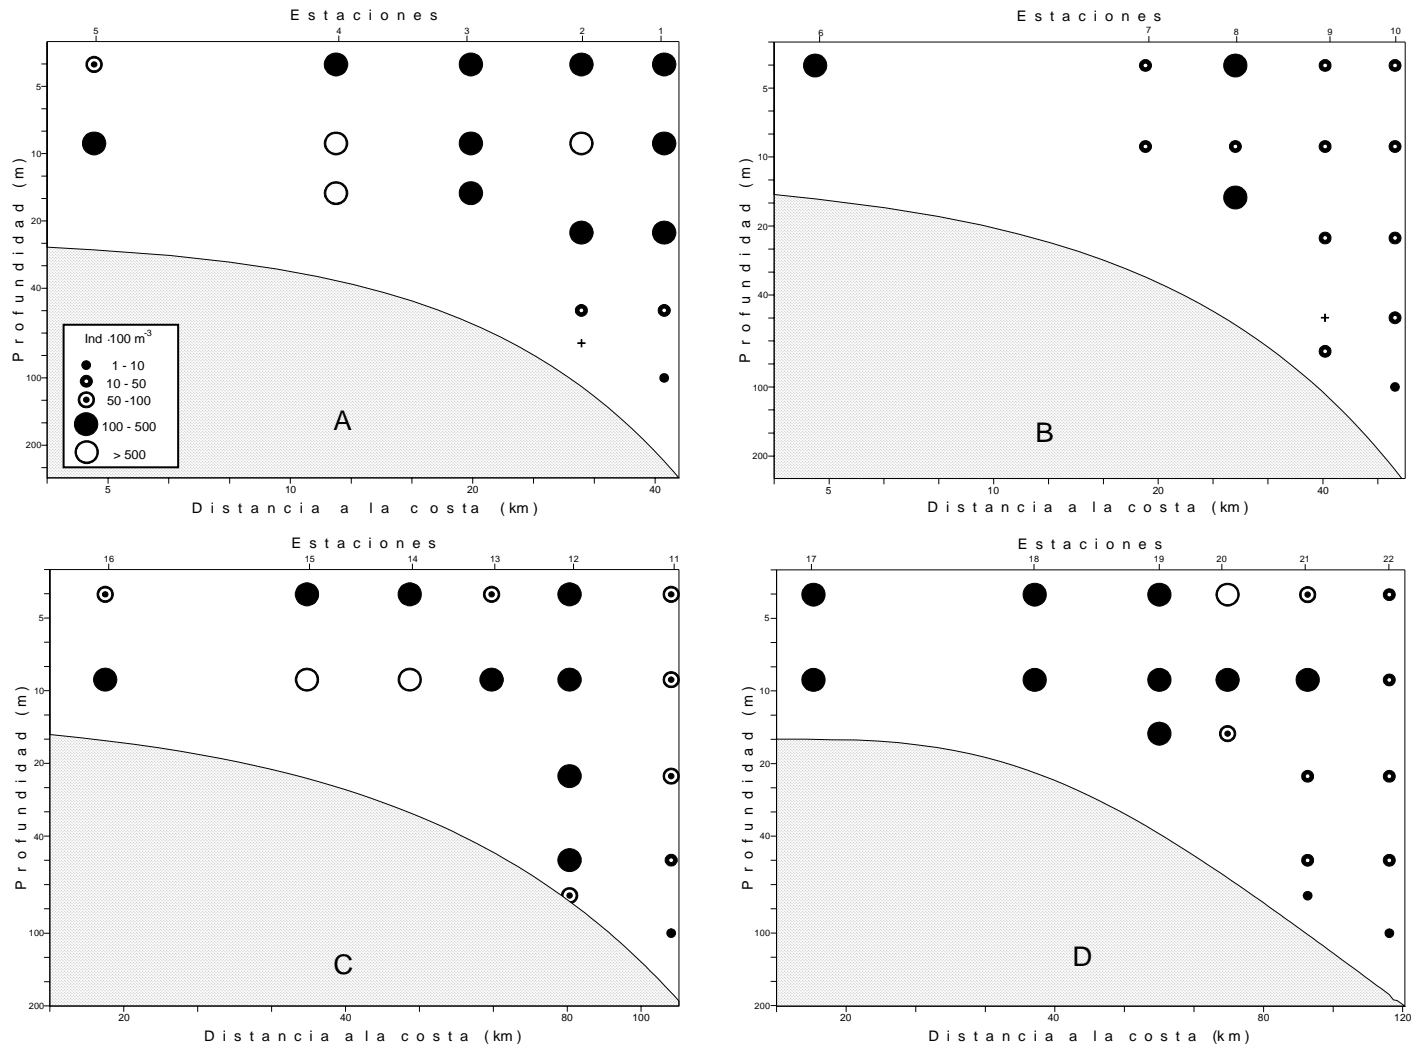 Estaciones
5 4 3 2 1
Profundidad (m)
5
10
20
40
100
200
Ind ·100 m-3
1 - 10
10 - 50
50 -100
100 - 500
> 500
A
5 10 20 40
Distancia a la costa (km)
Estaciones
6 7 8 9 10
Profundidad (m)
5
10
20
40
100
200
B
5 10 20 40
Distancia a la costa (km)
Estaciones
16 15 14 13 12 11
Profundidad (m)
5
10
20
40
100
200
C
20 40 80 100
Distancia a la costa (km)
Estaciones
17 18 19 20 21 22
Profundidad (m)
5
10
20
40
100
200
D
20 40 80 120
Distancia a la costa (km)